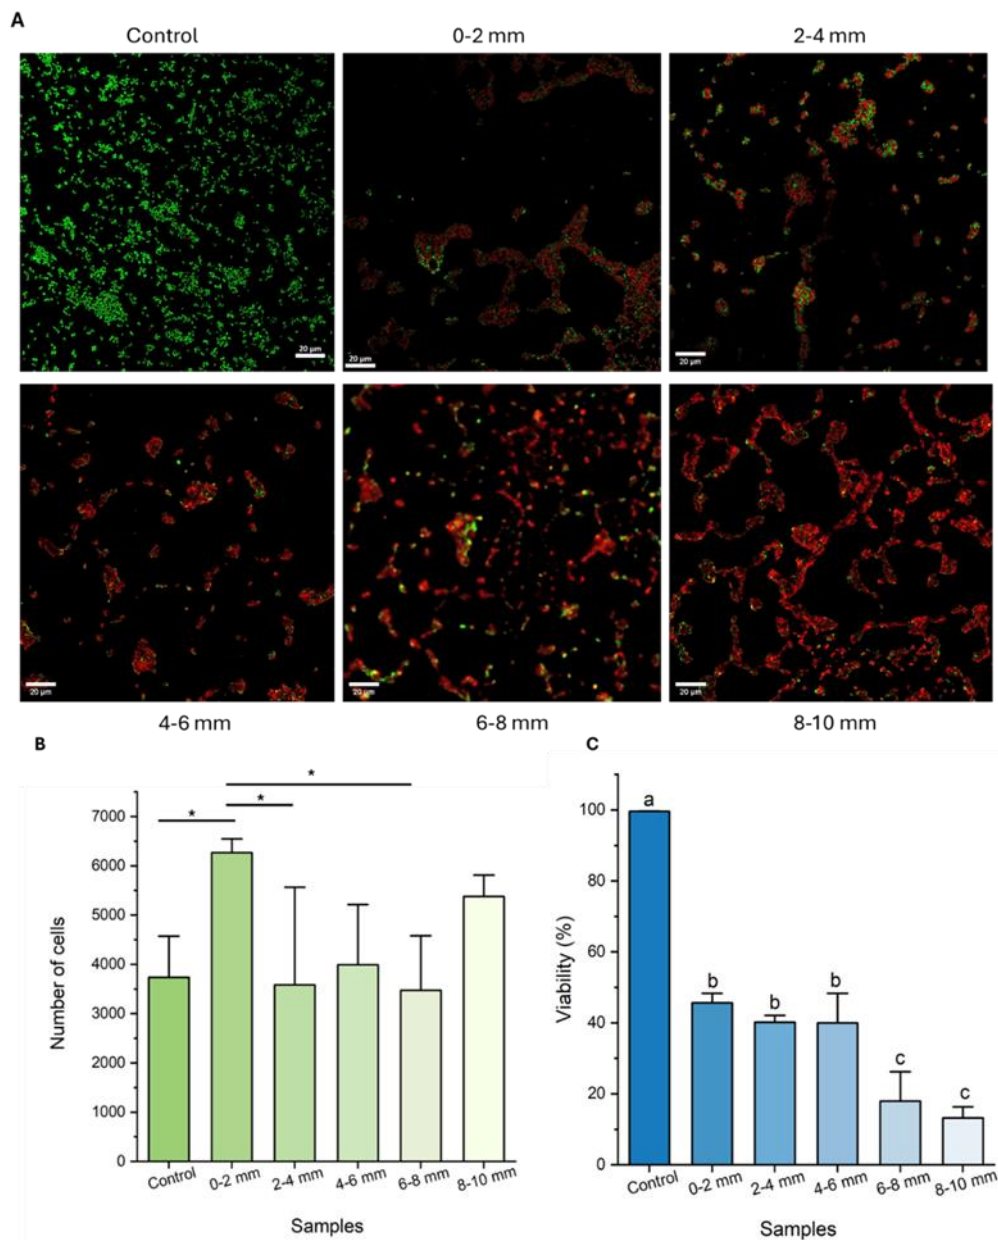 A
Control 0-2 mm 2-4 mm
20 µm
20 µm
20 µm
20 µm
20 µm
20 µm
4-6 mm 6-8 mm 8-10 mm
B
*
*
*
7000
6000
5000
4000
3000
2000
1000
0
Number of cells
Control 0-2 mm 2-4 mm 4-6 mm 6-8 mm 8-10 mm
Samples
C
a
b
b
b
c
c
100
80
60
40
20
0
Viability (%)
Control 0-2 mm 2-4 mm 4-6 mm 6-8 mm 8-10 mm
Samples